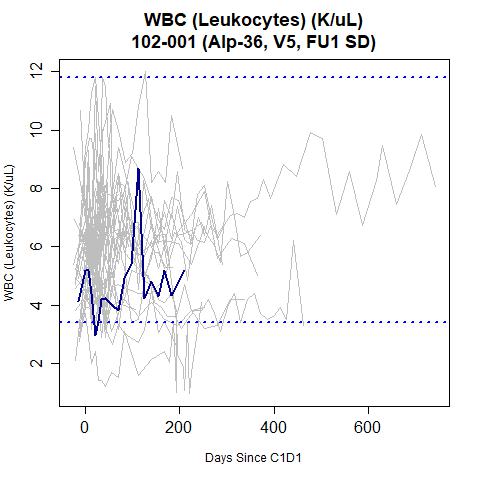 WBC (Leukocytes) (K/uL)
102-001 (Alp-36, V5, FU1 SD)
WBC (Leukocytes) (K/uL)
12
10
8
6
4
2
0 200 400 600
Days Since C1D1